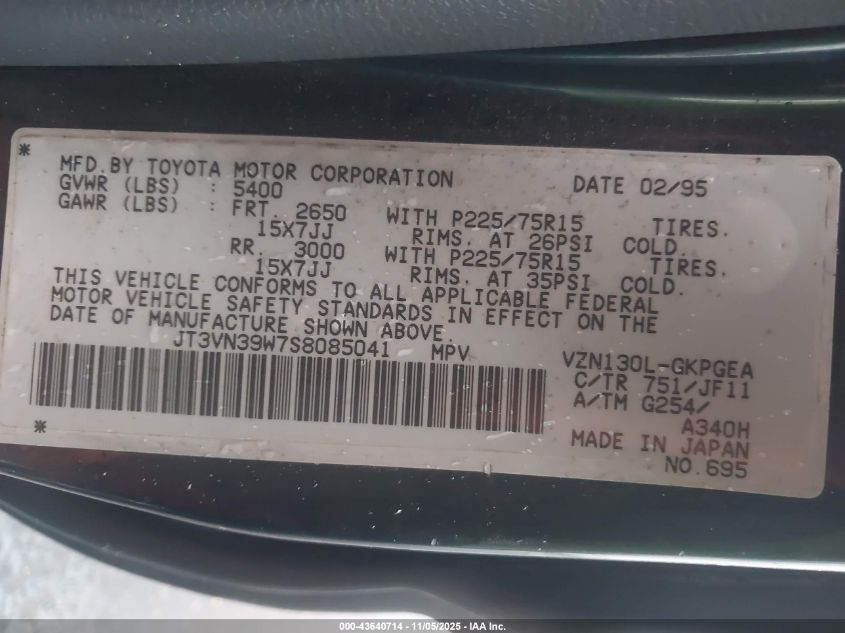 *
MFD.BY TOYOTA MOTOR CORPORATION DATE 02/95
GVWR (LBS) : 5400
GAWR (LBS) : FRT. 2650 WITH P225/75R15 TIRES.
15X7JJ RIMS. AT 26PSI COLD.
RR. 3000 WITH P225/75R15 TIRES.
15X7JJ RIMS. AT 35PSI COLD.
THIS VEHICLE CONFORMS TO ALL APPLICABLE FEDERAL
MOTOR VEHICLE SAFETY STANDARDS IN EFFECT ON THE
DATE OF MANUFACTURE SHOWN ABOVE.
JT3VN39W7S8085041 MPV VZN130L-GKPGEA
C/TR 751/JF11
A/TM G254/
A340H
* MADE IN JAPAN
NO.695
000-43640714 - 11/05/2025 - IAA Inc.